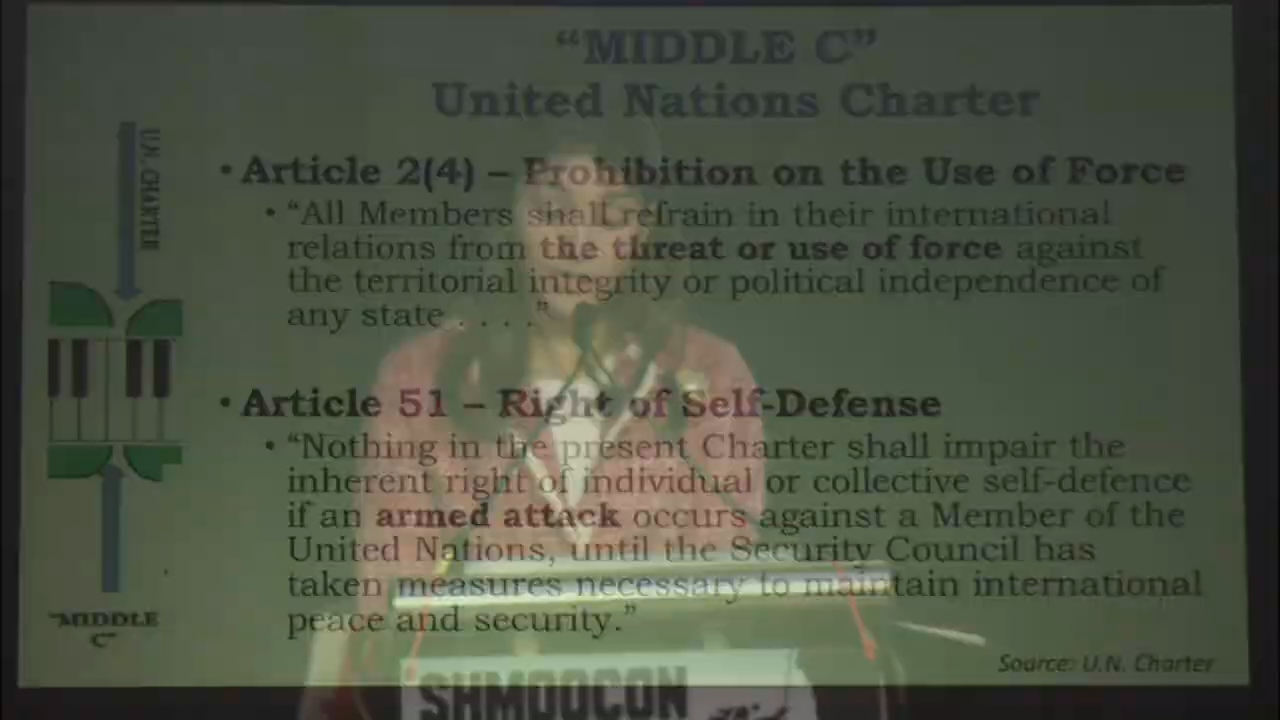 “MIDDLE C”
United Nations Charter
U.N. CHARTER
• Article 2(4) – Prohibition on the Use of Force
• “All Members shall refrain in their international
relations from the threat or use of force against
the territorial integrity or political independence of
any state . . . .”
• Article 51 – Right of Self-Defense
• “Nothing in the present Charter shall impair the
inherent right of individual or collective self-defence
if an armed attack occurs against a Member of the
United Nations, until the Security Council has
taken measures necessary to maintain international
peace and security.”
"MIDDLE
C"
Source: U.N. Charter
SHMOOCON